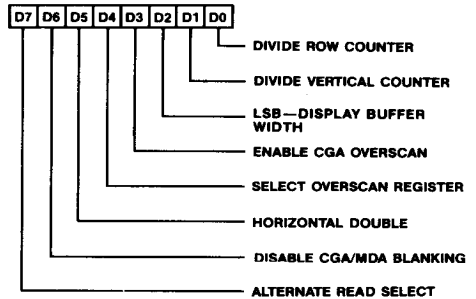 D7 D6 D5 D4 D3 D2 D1 D0
DIVIDE ROW COUNTER
DIVIDE VERTICAL COUNTER
LSB—DISPLAY BUFFER
WIDTH
ENABLE CGA OVERSCAN
SELECT OVERSCAN REGISTER
HORIZONTAL DOUBLE
DISABLE CGA/MDA BLANKING
ALTERNATE READ SELECT